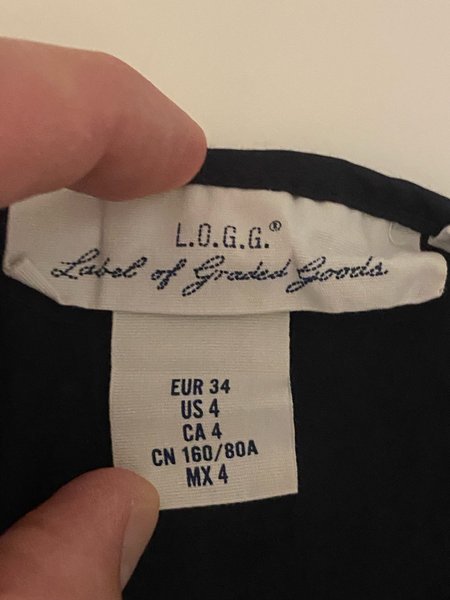 L.O.G.G.®
Label of Graded Goods
EUR 34
US 4
CA 4
CN 160/80A
MX 4